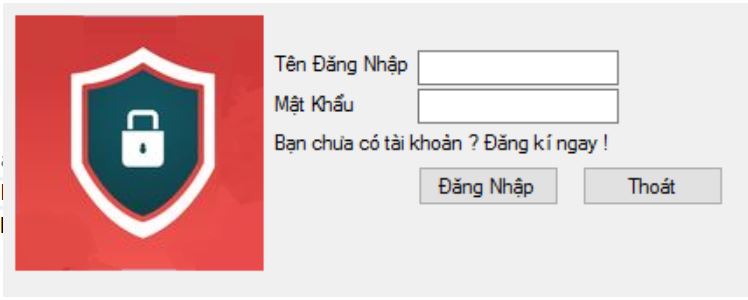 Tên Đăng Nhập
Mật Khẩu
Bạn chưa có tài khoản ? Đăng kí ngay !
Đăng Nhập
Thoát